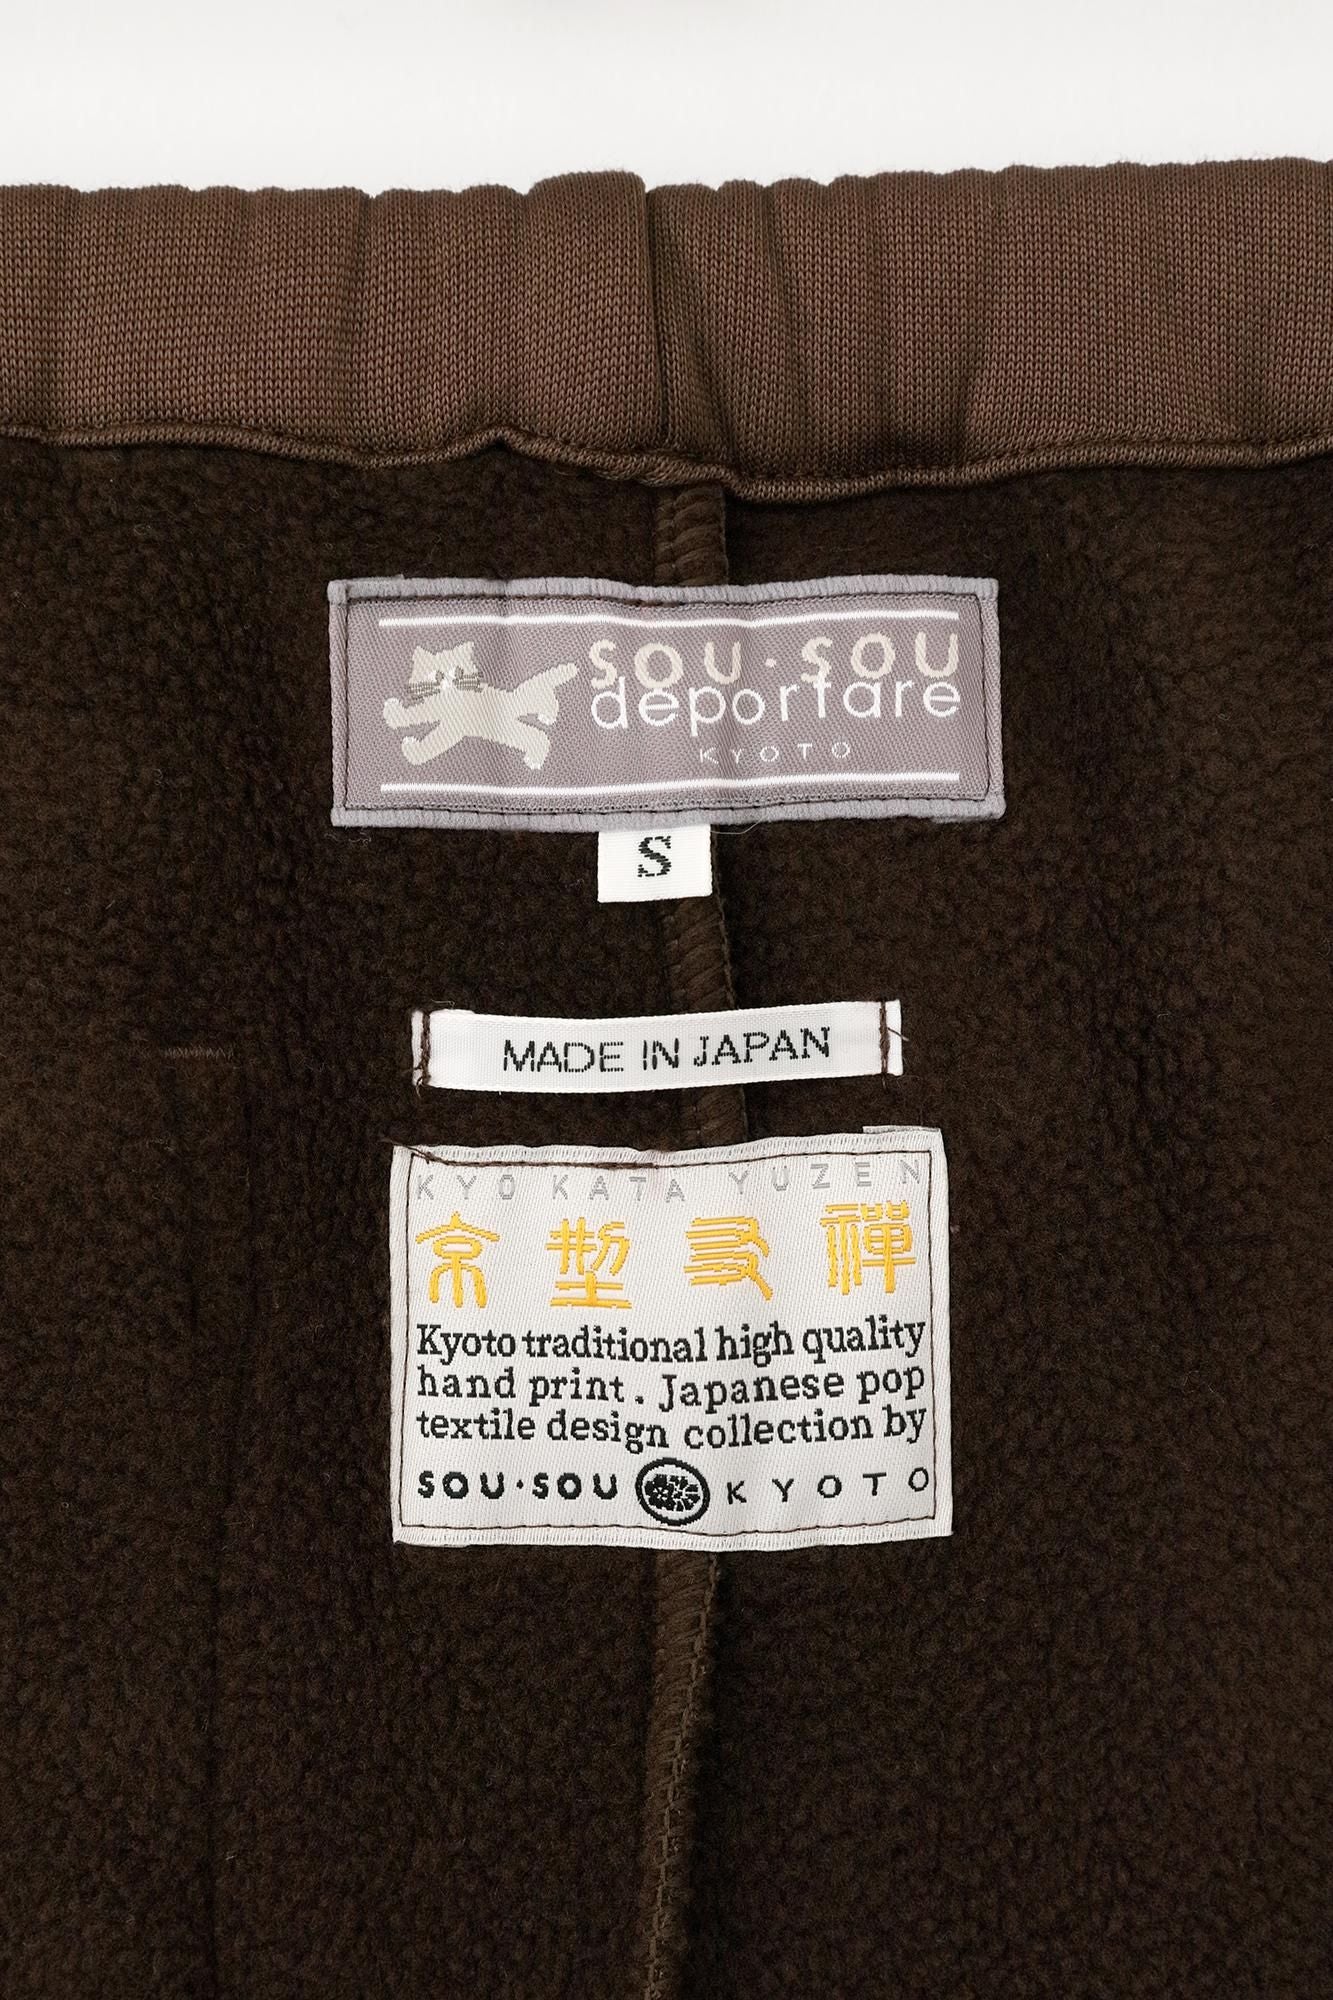 SOU・SOU
deportare
KYOTO
S
MADE IN JAPAN
KYO KATA YUZEN
京型友禅
Kyoto traditional high quality
hand print. Japanese pop
textile design collection by
SOU・SOU KYOTO